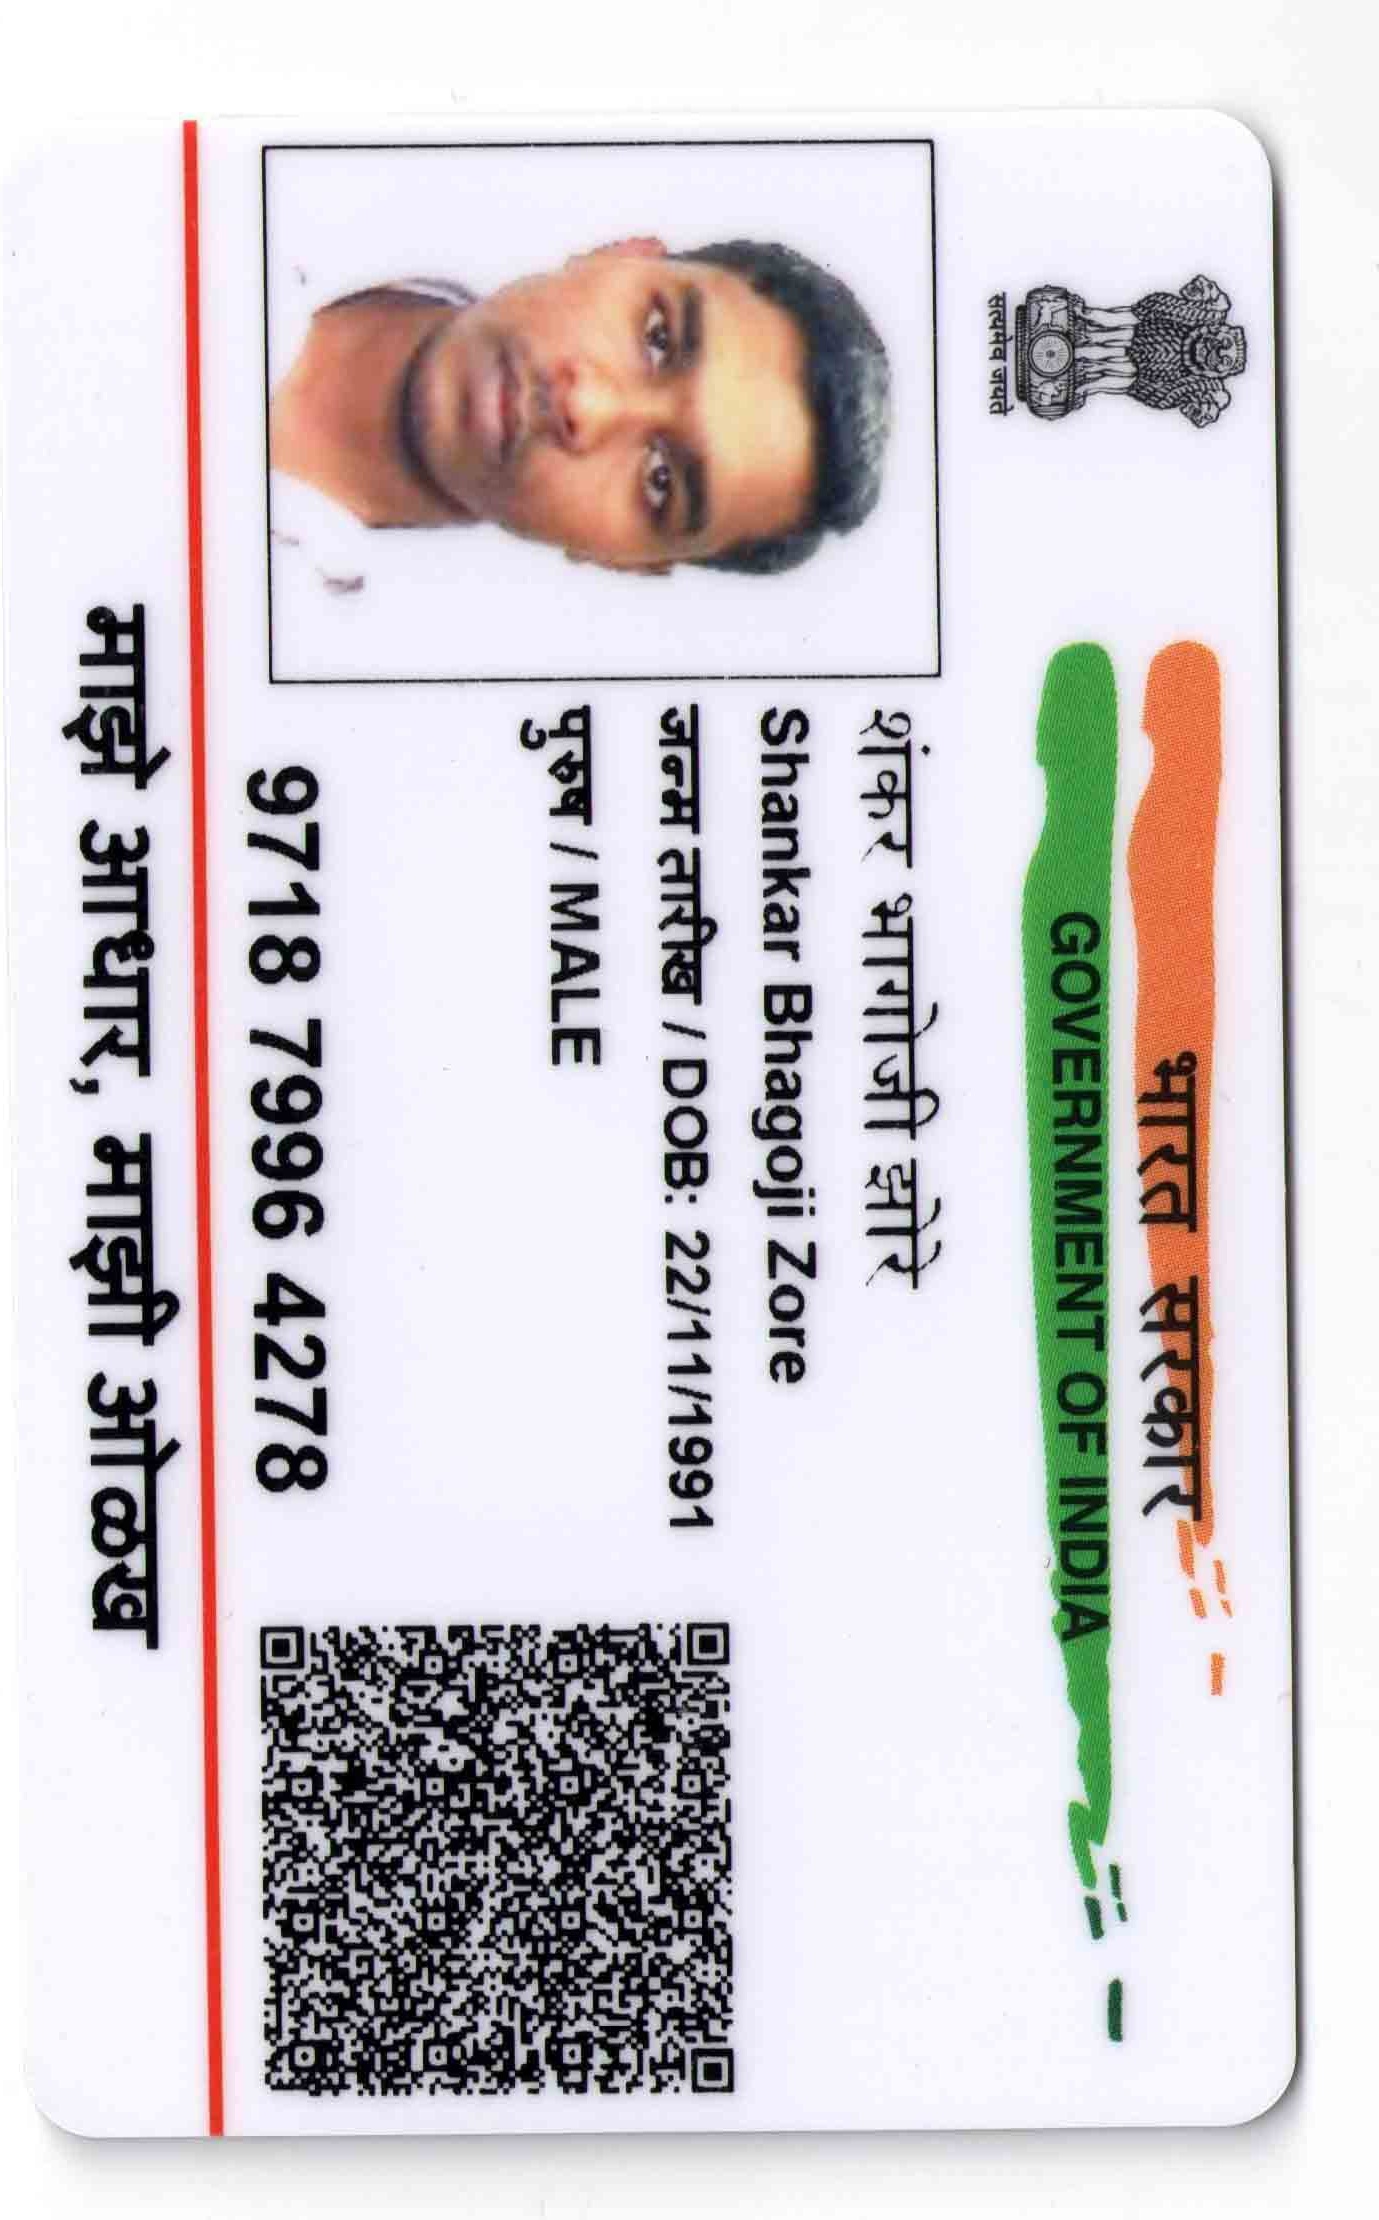 सत्यमेव जयते
भारत सरकार
GOVERNMENT OF INDIA
शंकर भागोजी झोरे
Shankar Bhagoji Zore
जन्म तारीख / DOB: 22/11/1991
पुरुष / MALE
9718 7996 4278
माझे आधार, माझी ओळख